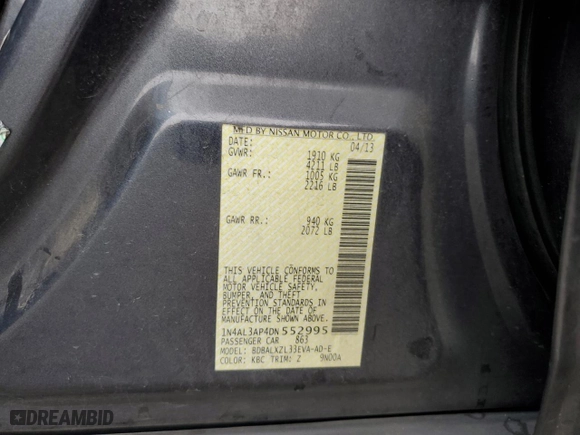 MFD BY NISSAN MOTOR CO., LTD.
DATE: 04/13
GVWR: 1910 KG
4211 LB
GAWR FR.: 1005 KG
2216 LB
GAWR RR.: 940 KG
2072 LB
THIS VEHICLE CONFORMS TO
ALL APPLICABLE FEDERAL
MOTOR VEHICLE SAFETY,
BUMPER, AND THEFT
PREVENTION STANDARDS IN
EFFECT ON THE DATE OF
MANUFACTURE SHOWN ABOVE.
1N4AL3AP4DN 552995
PASSENGER CAR 863
MODEL: BDBALXZL33EVA-AD-E
COLOR: KBC TRIM: Z 9N00A
DREAMBID